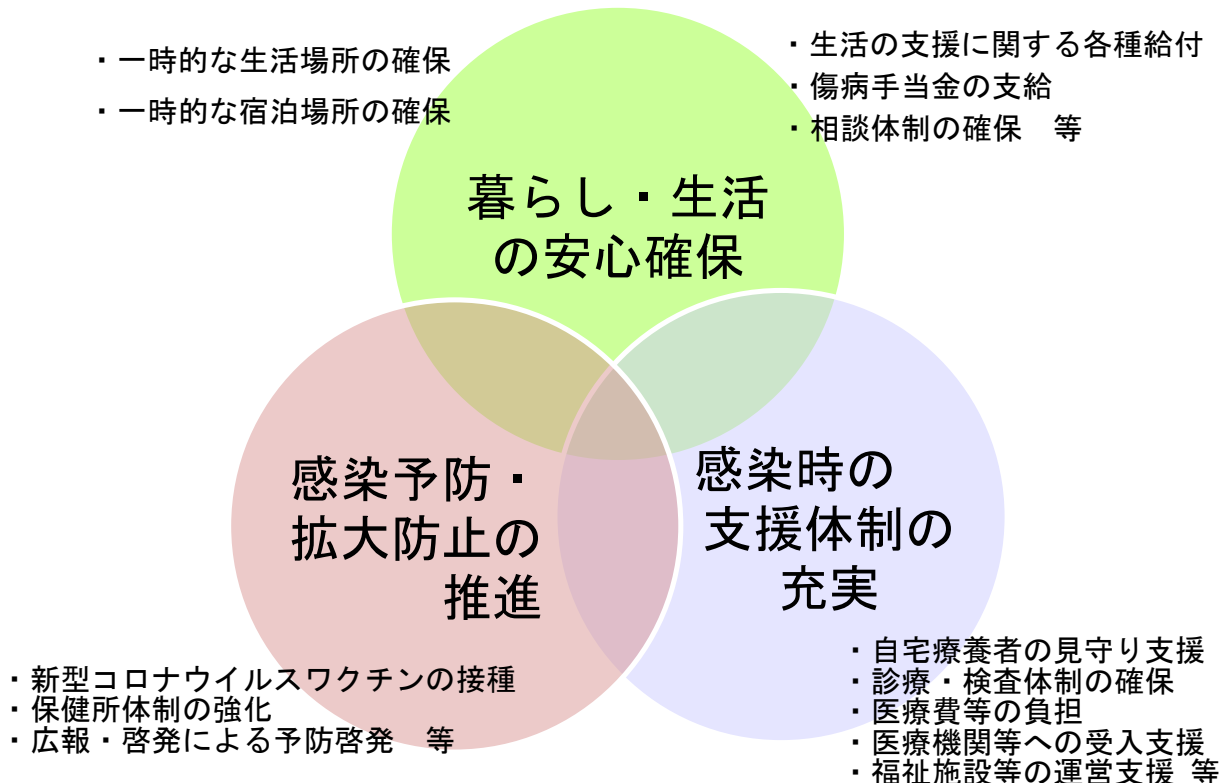 ・一時的な生活場所の確保
・一時的な宿泊場所の確保
・生活の支援に関する各種給付
・傷病手当金の支給
・相談体制の確保　等
暮らし・生活
の安心確保
感染予防・
拡大防止の
推進
感染時の
支援体制の
充実
・新型コロナウイルスワクチンの接種
・保健所体制の強化
・広報・啓発による予防啓発　等
・自宅療養者の見守り支援
・診療・検査体制の確保
・医療費等の負担
・医療機関等への受入支援
・福祉施設等の運営支援 等